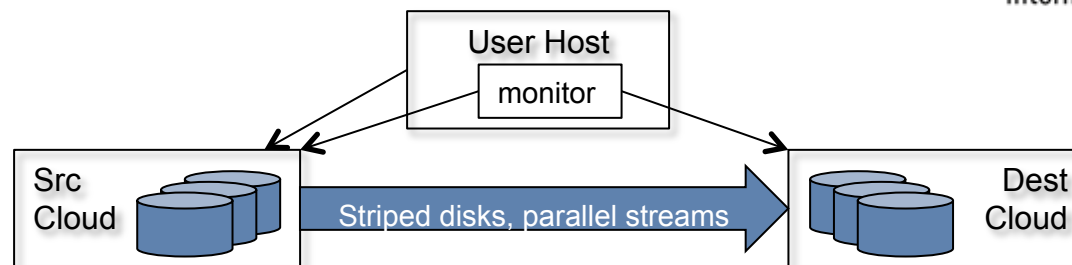 User Host
monitor
Src
Cloud
Striped disks, parallel streams
Dest
Cloud